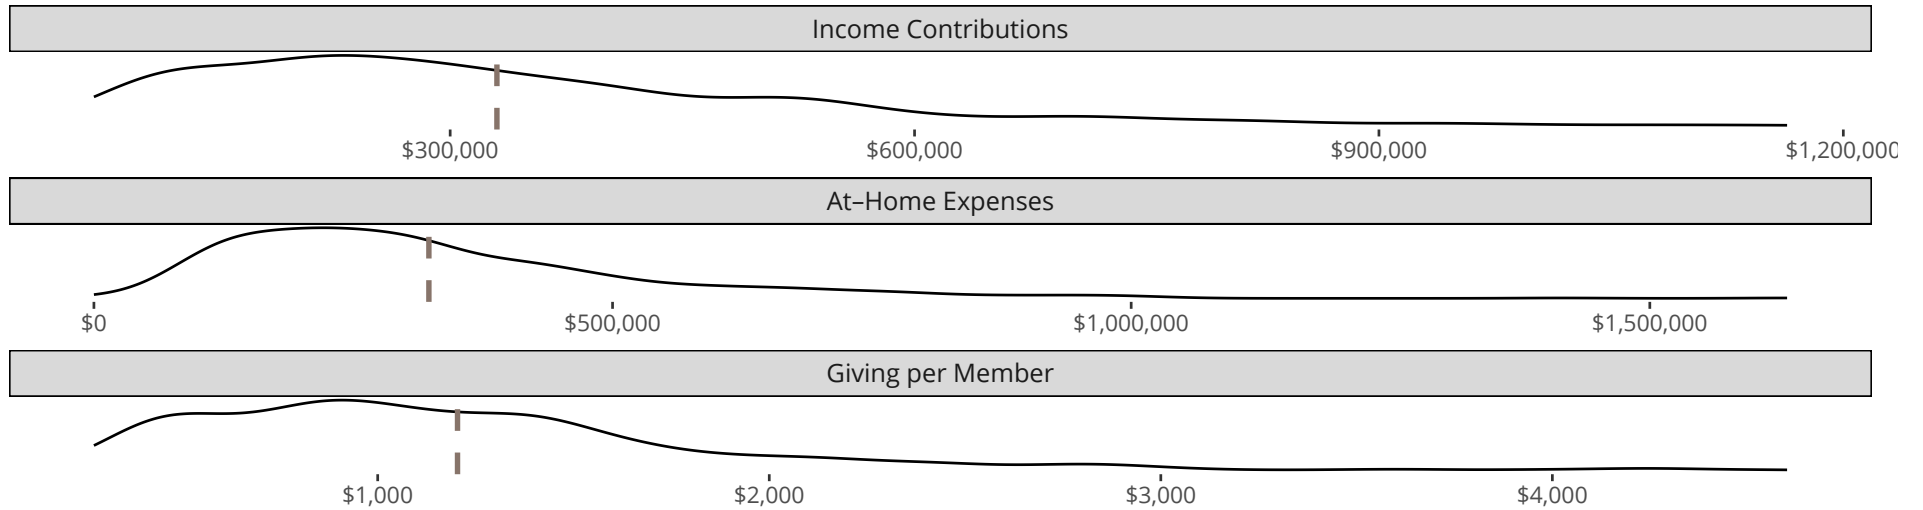 Income Contributions
$300,000 $600,000 $900,000 $1,200,000
At–Home Expenses
$0 $500,000 $1,000,000 $1,500,000
Giving per Member
$1,000 $2,000 $3,000 $4,000